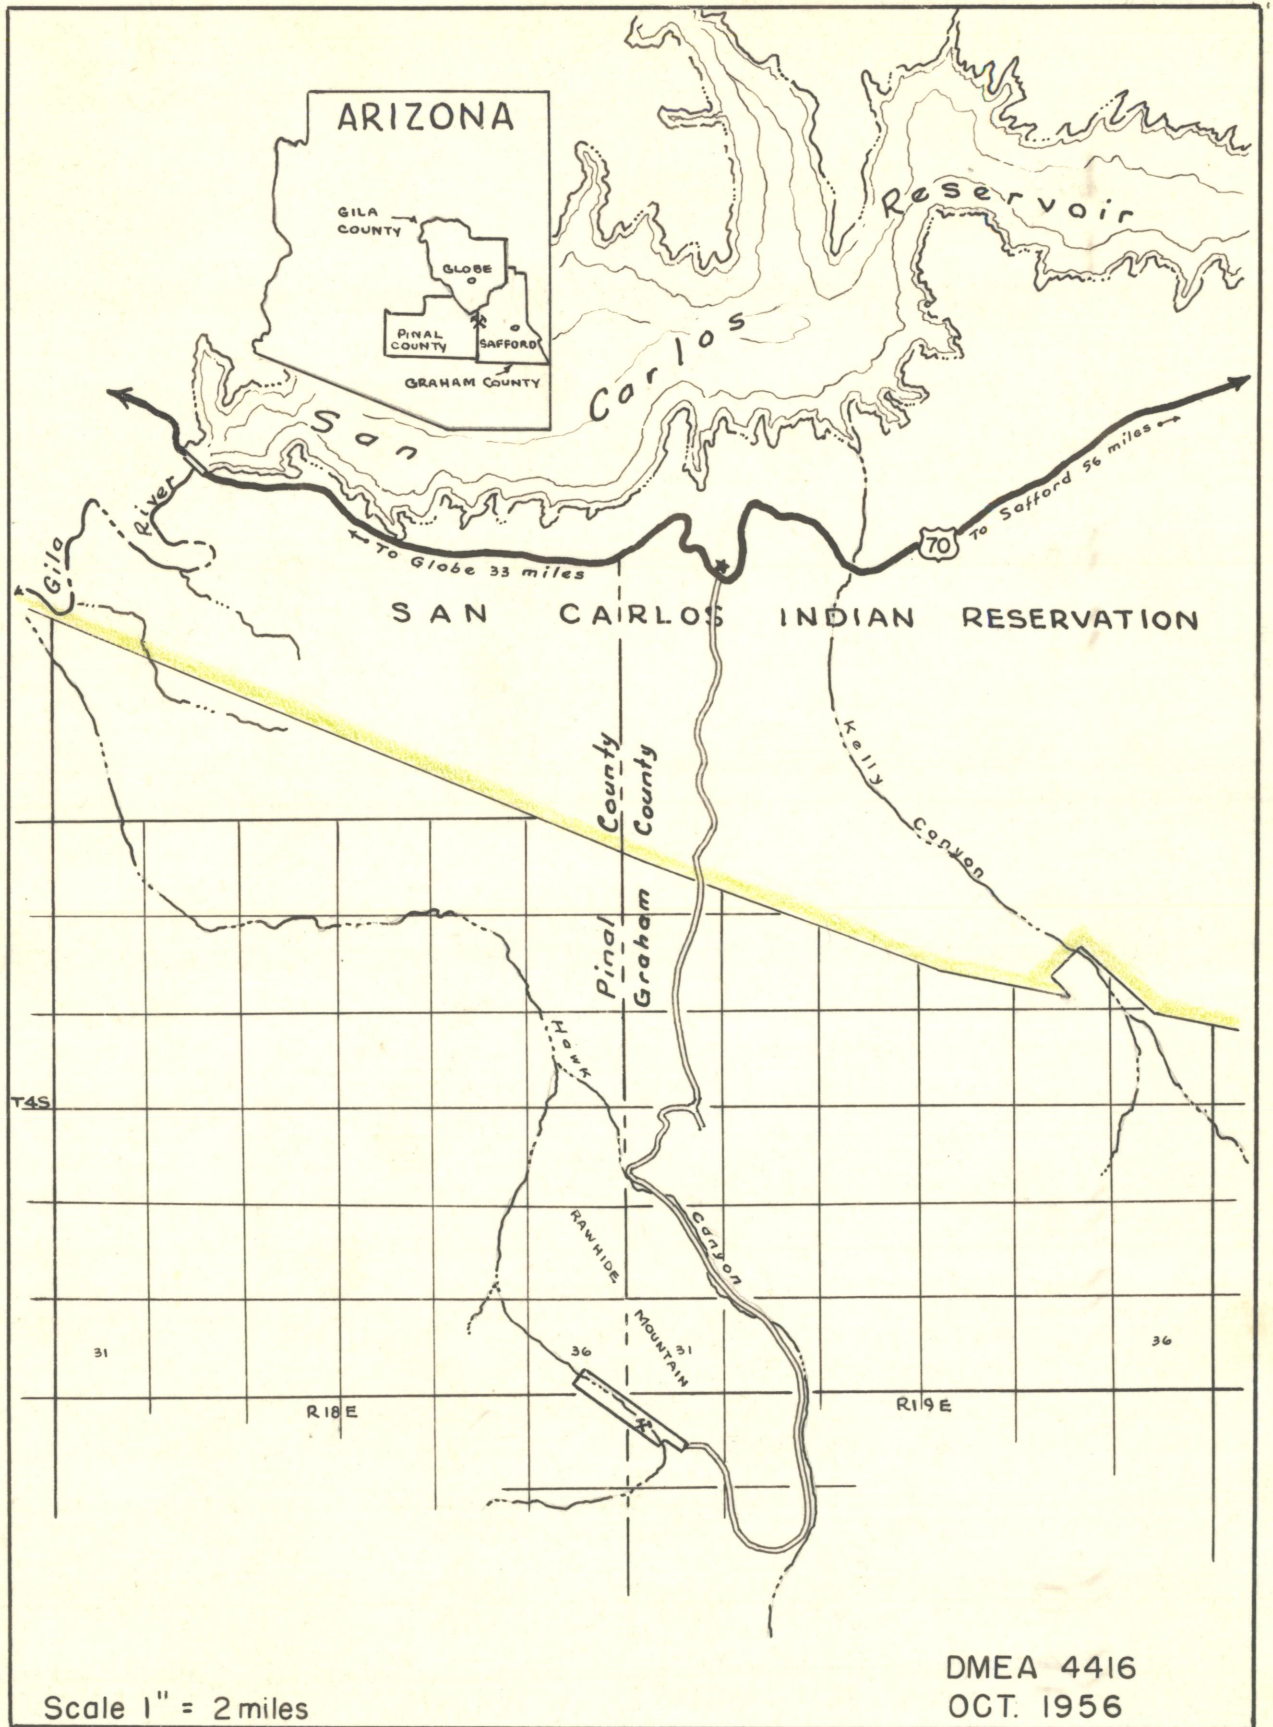 ARIZONA
GILA
COUNTY
GLOBE
PINAL
COUNTY
SAFFORD
GRAHAM COUNTY
San Carlos Reservoir
Gila River
To Globe 33 miles
70
To Safford 56 miles
SAN CARLOS INDIAN RESERVATION
Kelly Canyon
Pinal County
Graham County
Hawk Canyon
T4S
RAWHIDE
MOUNTAIN
31
36
31
36
R18E
R19E
Scale 1" = 2 miles
DMEA 4416
OCT. 1956